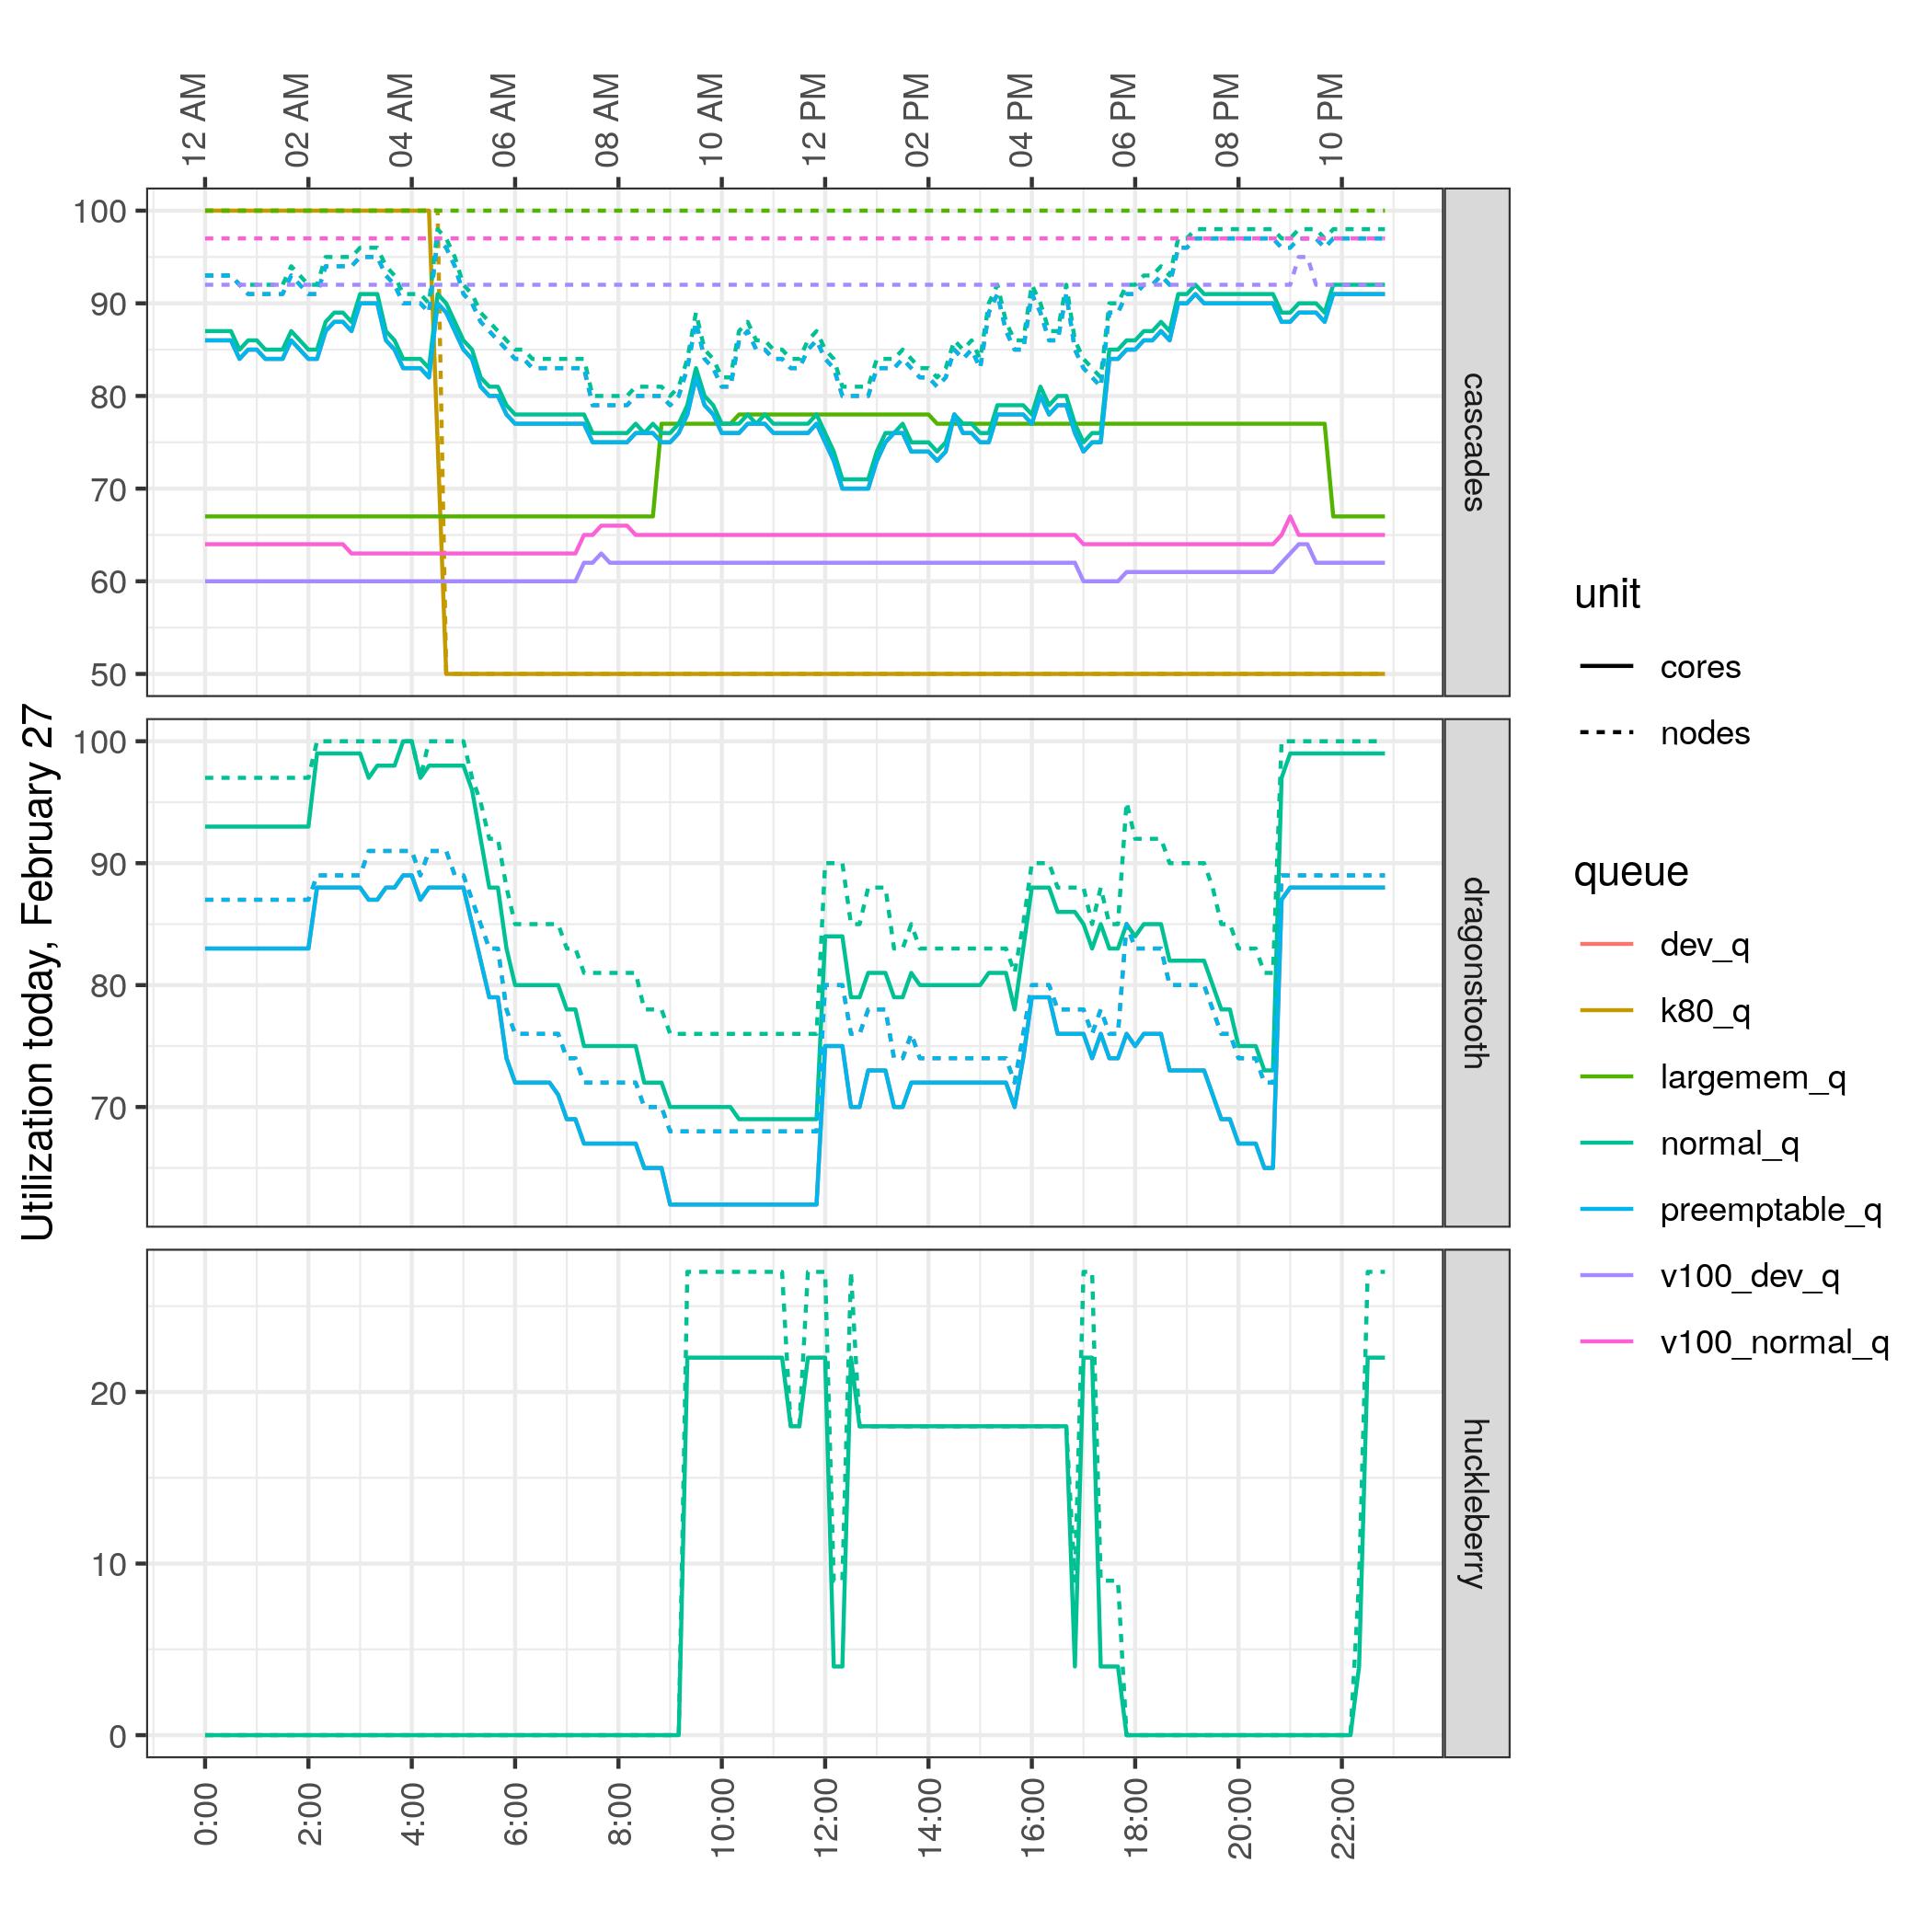 12 AM
02 AM
04 AM
06 AM
08 AM
10 AM
12 PM
02 PM
04 PM
06 PM
08 PM
10 PM
100
90
80
70
60
50
cascades
100
90
80
70
dragonstooth
20
10
0
huckleberry
0:00
2:00
4:00
6:00
8:00
10:00
12:00
14:00
16:00
18:00
20:00
22:00
Utilization today, February 27
unit
cores
nodes
queue
dev_q
k80_q
largemem_q
normal_q
preemptable_q
v100_dev_q
v100_normal_q